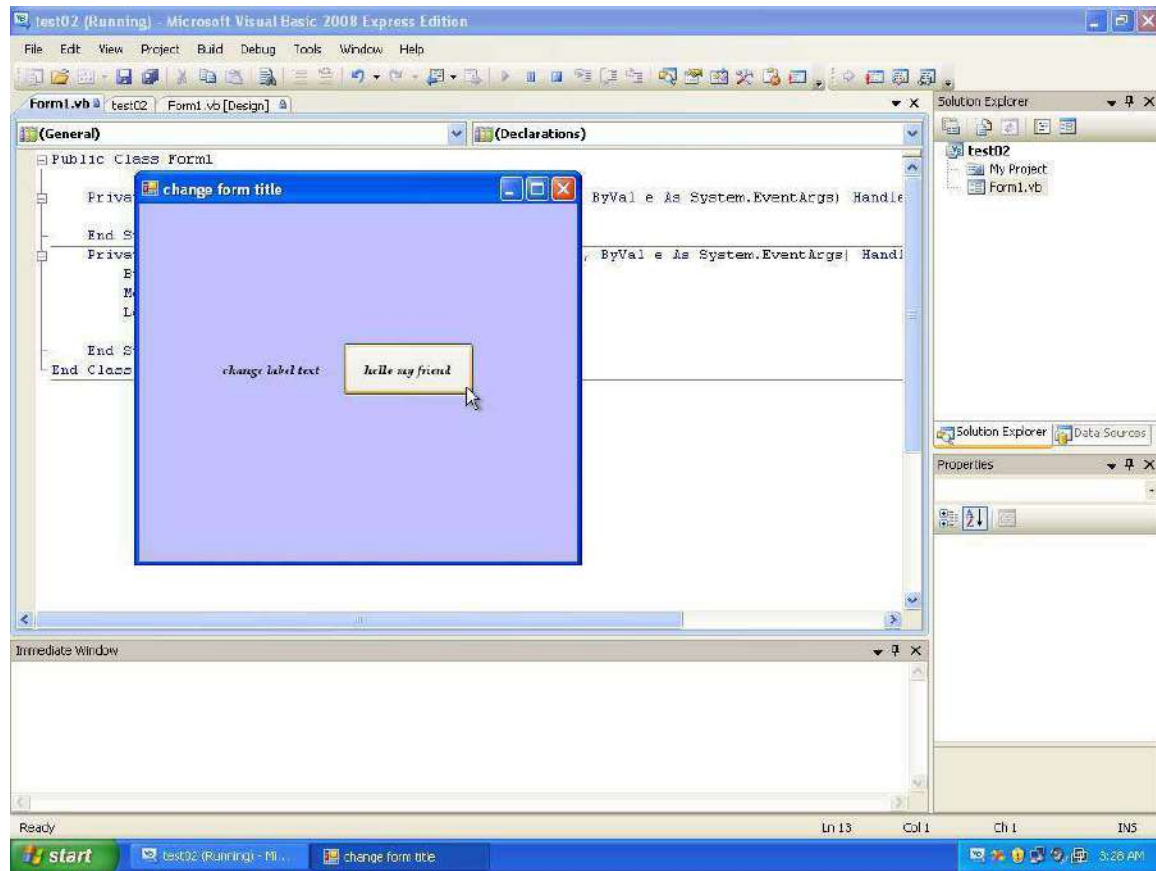 test02 (Running) - Microsoft Visual Basic 2008 Express Edition
File Edit View Project Build Debug Tools Window Help
Form1.vb test02 Form1.vb [Design]
(General) (Declarations)
Public Class Form1
Priva ByVal e As System.EventArgs) Handle
End S
Priva , ByVal e As System.EventArgs) Handl
B
M
L
End S
End Class
change form title
change label text hello my friend
Solution Explorer
test02
My Project
Form1.vb
Solution Explorer Data Sources
Properties
Immediate Window
Ready Ln 13 Col 1 Ch 1 INS
start test02 (Running) - Mi... change form title 3:28 AM